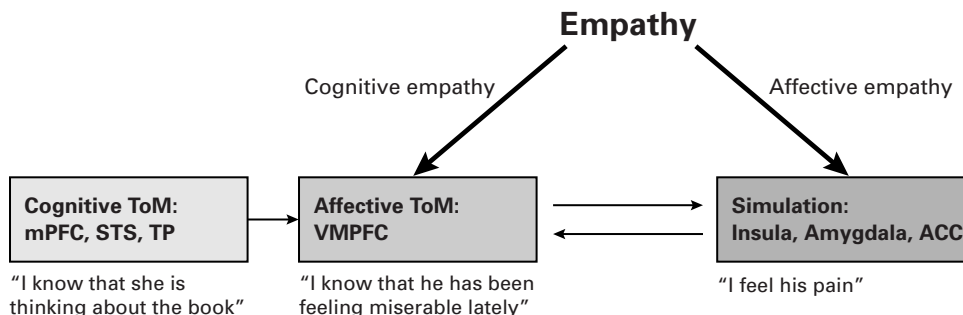 Empathy
Cognitive empathy
Affective empathy
Cognitive ToM:
mPFC, STS, TP
Affective ToM:
VMPFC
Simulation:
Insula, Amygdala, ACC
“I know that she is
thinking about the book”
“I know that he has been
feeling miserable lately”
“I feel his pain”